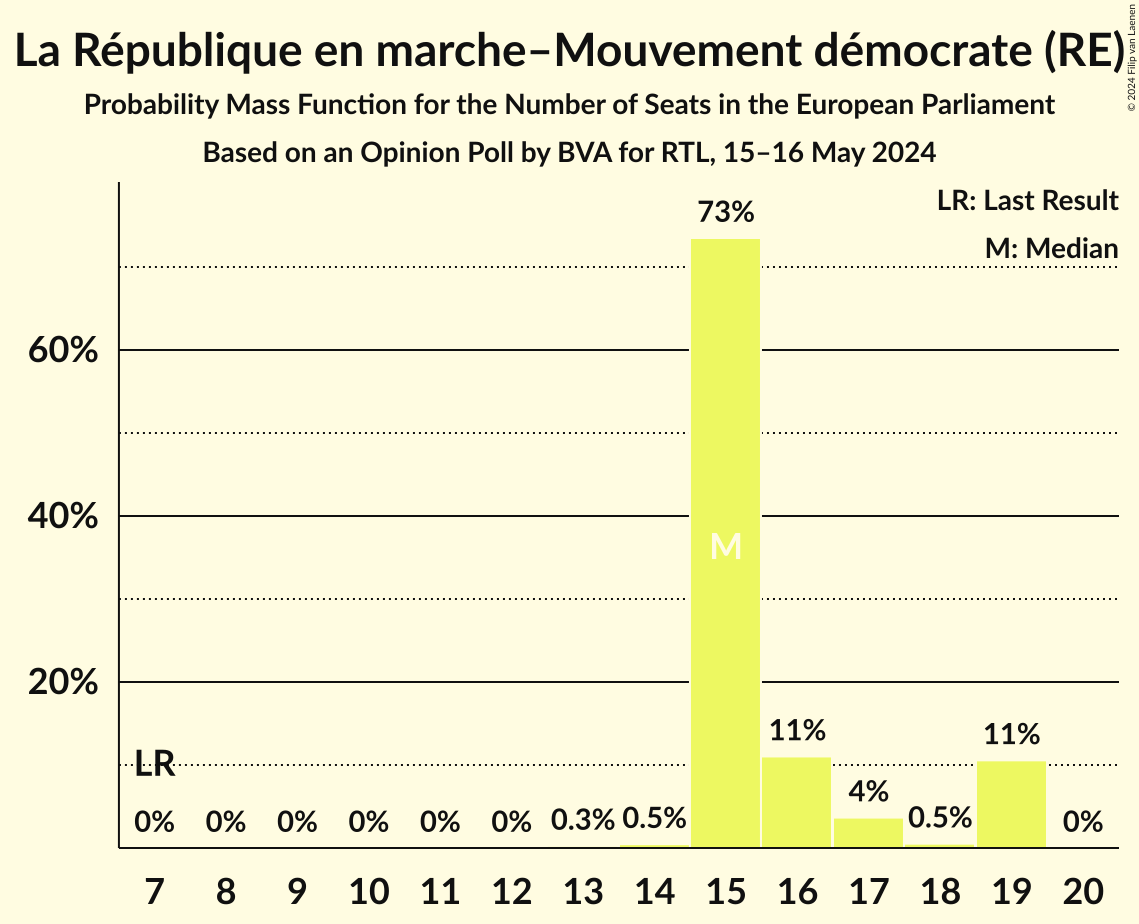 La République en marche–Mouvement démocrate (RE)
© 2024 Filip van Laenen
Probability Mass Function for the Number of Seats in the European Parliament
Based on an Opinion Poll by BVA for RTL, 15–16 May 2024
LR: Last Result
M: Median
73%
60%
40%
M
20%
LR
0% 0% 0% 0% 0% 0% 0.3% 0.5% 11% 4% 0.5% 11% 0%
7 8 9 10 11 12 13 14 15 16 17 18 19 20